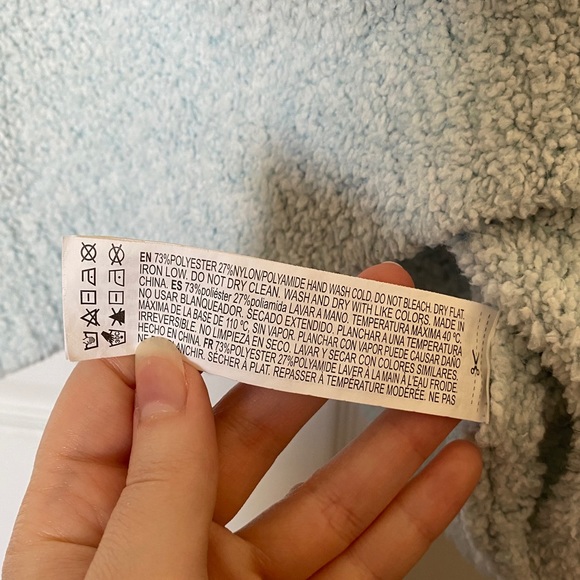 EN 73%POLYESTER 27%NYLON/POLYAMIDE HAND WASH COLD. DO NOT BLEACH. DRY FLAT.
IRON LOW. DO NOT DRY CLEAN. WASH AND DRY WITH LIKE COLORS. MADE IN
CHINA. ES 73%poliéster 27%poliamida LAVAR A MANO. TEMPERATURA MÁXIMA 40 ºC.
NO USAR BLANQUEADOR. SECADO EXTENDIDO. PLANCHAR A UNA TEMPERATURA
MÁXIMA DE LA BASE DE 110 ºC, SIN VAPOR. PLANCHAR CON VAPOR PUEDE CAUSAR DAÑO
IRREVERSIBLE. NO LIMPIEZA EN SECO. LAVAR Y SECAR CON COLORES SIMILARES.
HECHO EN CHINA. FR 73%POLYESTER 27%POLYAMIDE LAVER À LA MAIN À L'EAU FROIDE.
NE BLANCHIR. SÉCHER À PLAT. REPASSER À TEMPÉRATURE MODÉRÉE. NE PAS